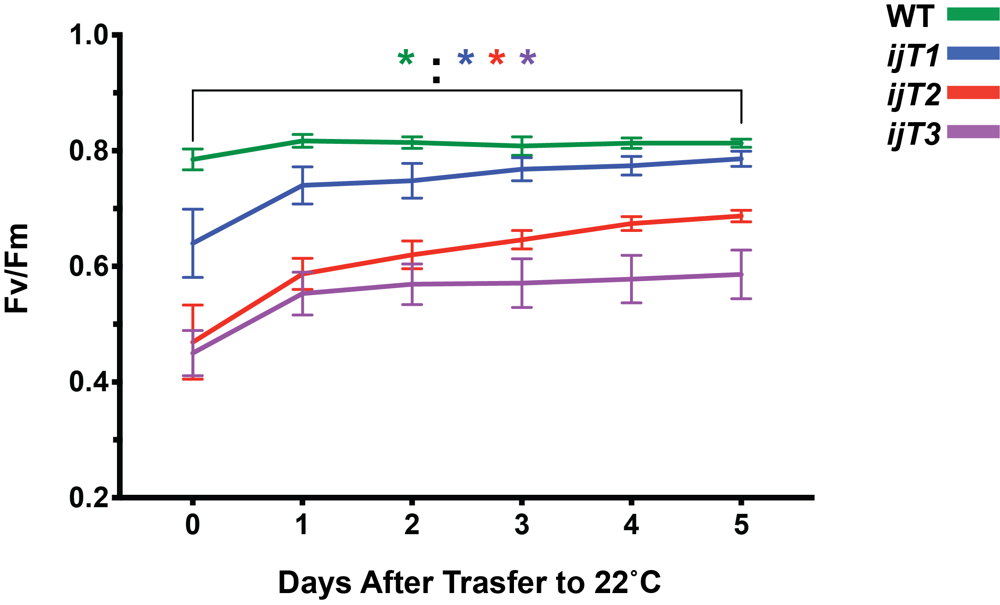 WT
ijT1
ijT2
ijT3
* : * * *
Fv/Fm
1.0
0.8
0.6
0.4
0.2
0 1 2 3 4 5
Days After Trasfer to 22˚C